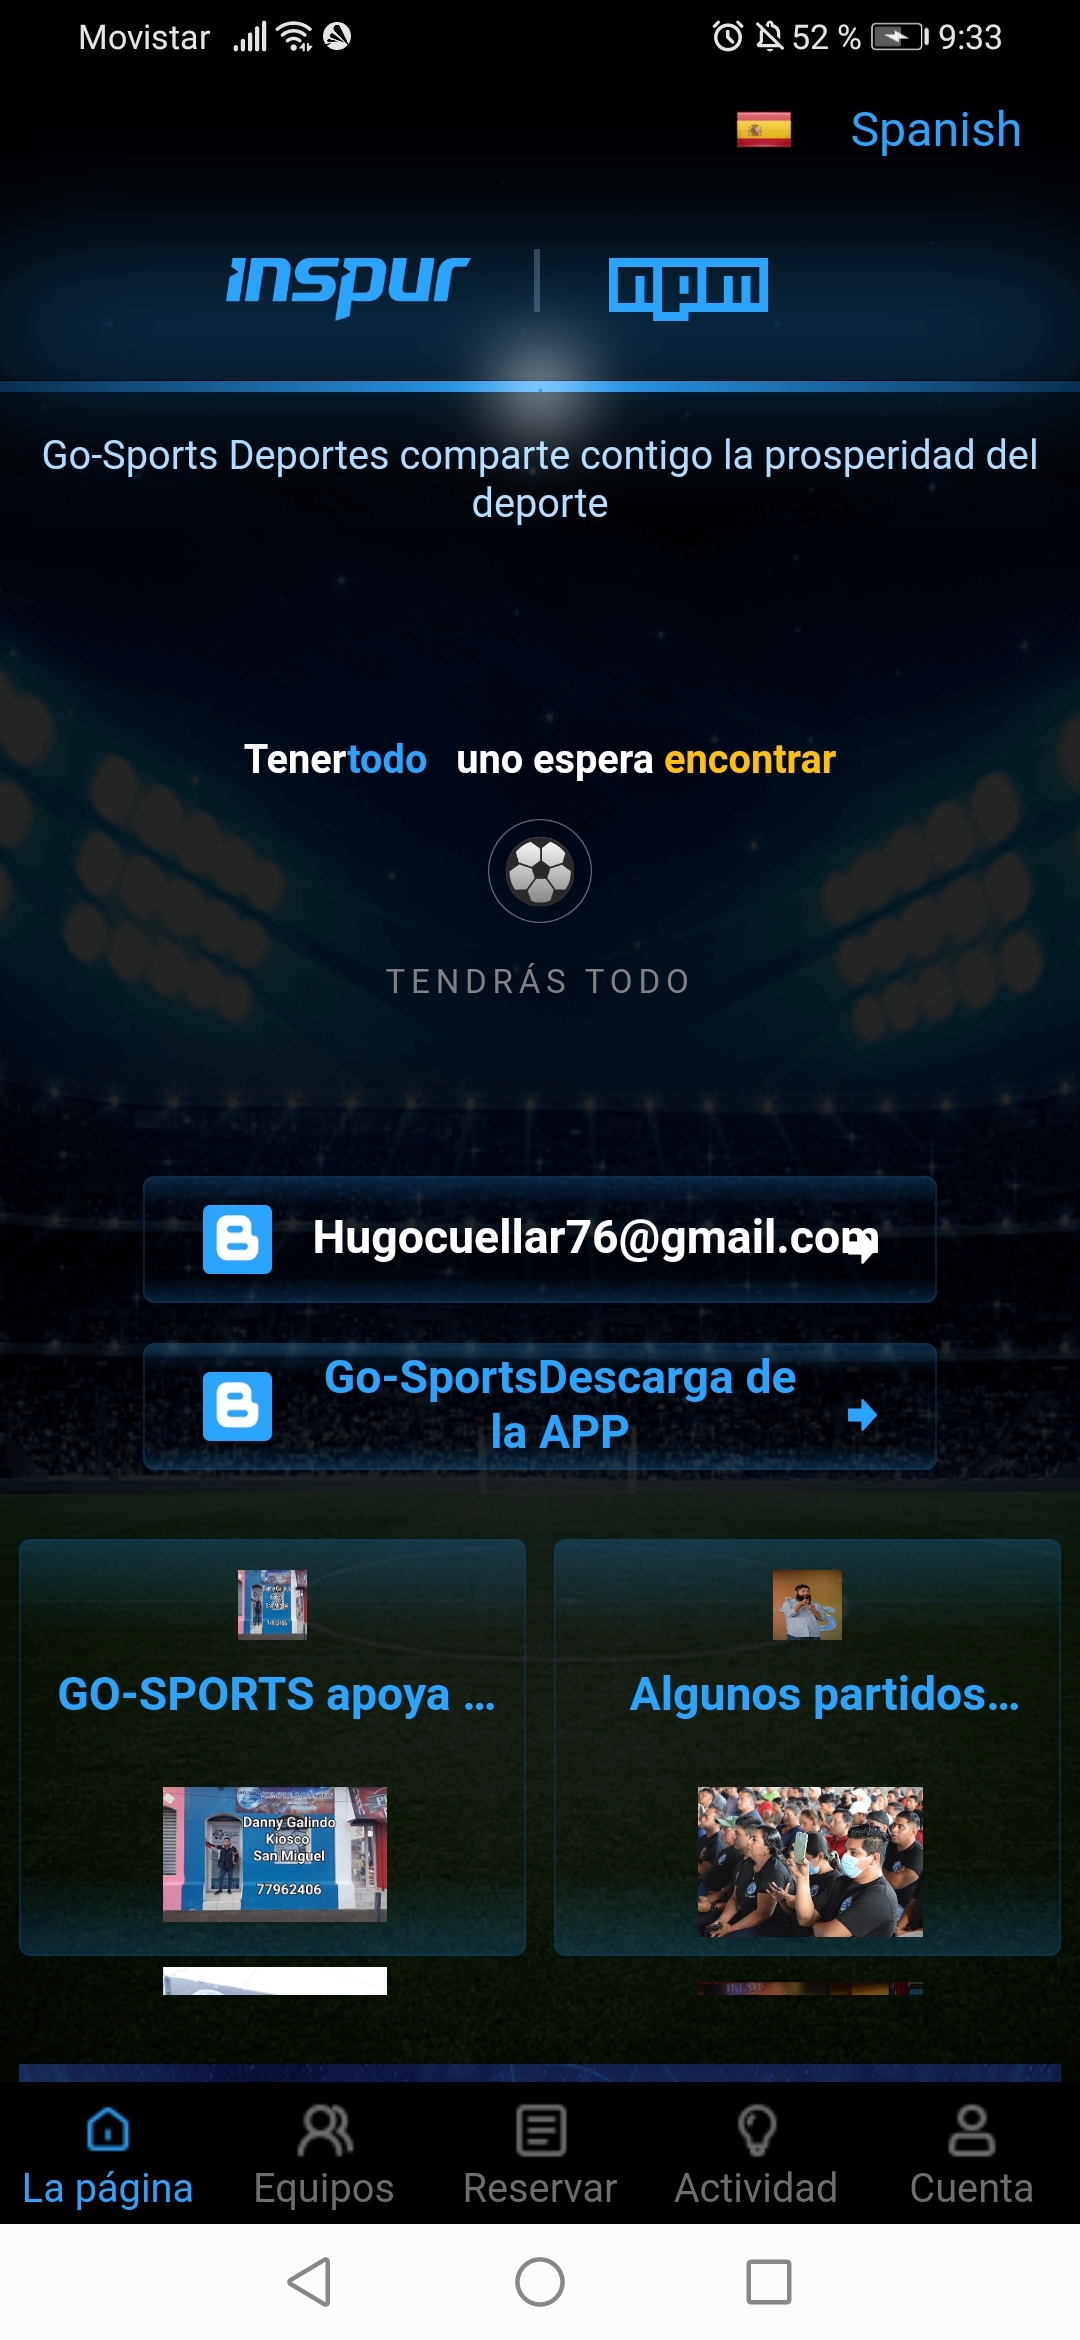 Movistar 52 % 9:33
Spanish
inspur npm
Go-Sports Deportes comparte contigo la prosperidad del
deporte
Tenertodo uno espera encontrar
TENDRÁS TODO
Hugocuellar76@gmail.com
Go-SportsDescarga de
la APP
GO-SPORTS apoya ...
Algunos partidos...
Danny Galindo
Kiosco
San Miguel
77962406
La página
Equipos
Reservar
Actividad
Cuenta